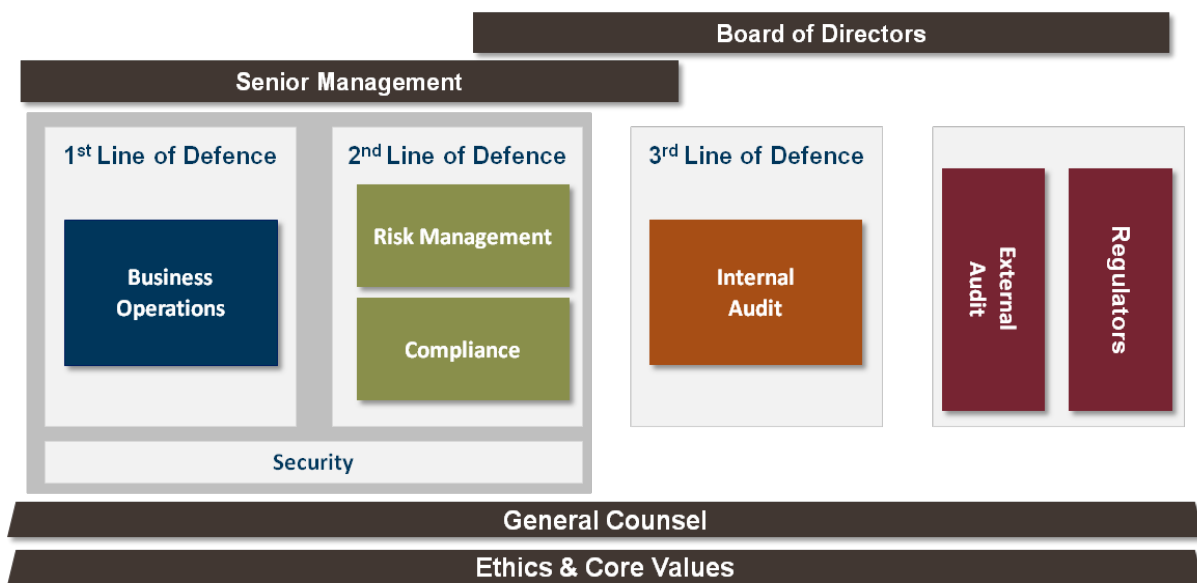 Board of Directors
Senior Management
1st Line of Defence
2nd Line of Defence
3rd Line of Defence
Business
Operations
Risk Management
Compliance
Internal
Audit
External
Audit
Regulators
Security
General Counsel
Ethics & Core Values